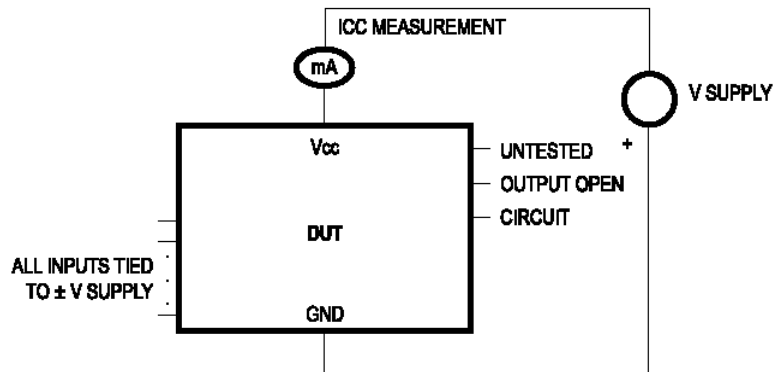 ICC MEASUREMENT
mA
V SUPPLY
+
Vcc
UNTESTED
OUTPUT OPEN
CIRCUIT
DUT
ALL INPUTS TIED
TO ± V SUPPLY
GND